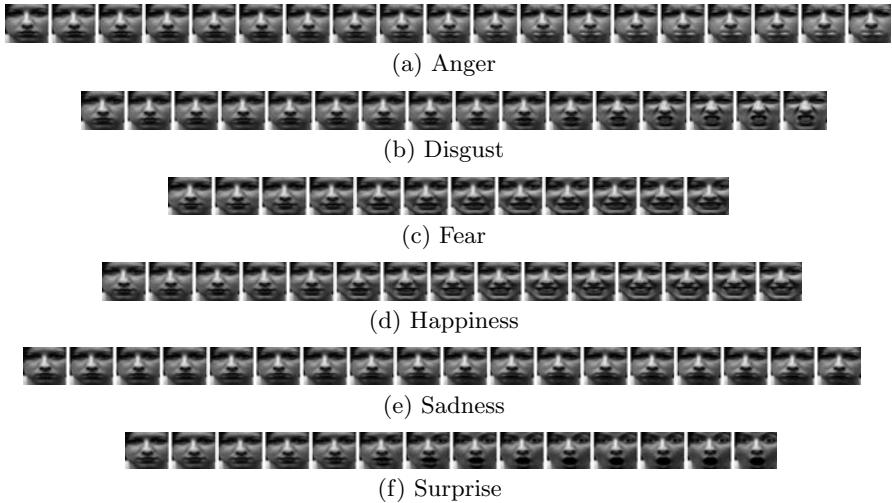 (a) Anger
(b) Disgust
(c) Fear
(d) Happiness
(e) Sadness
(f) Surprise